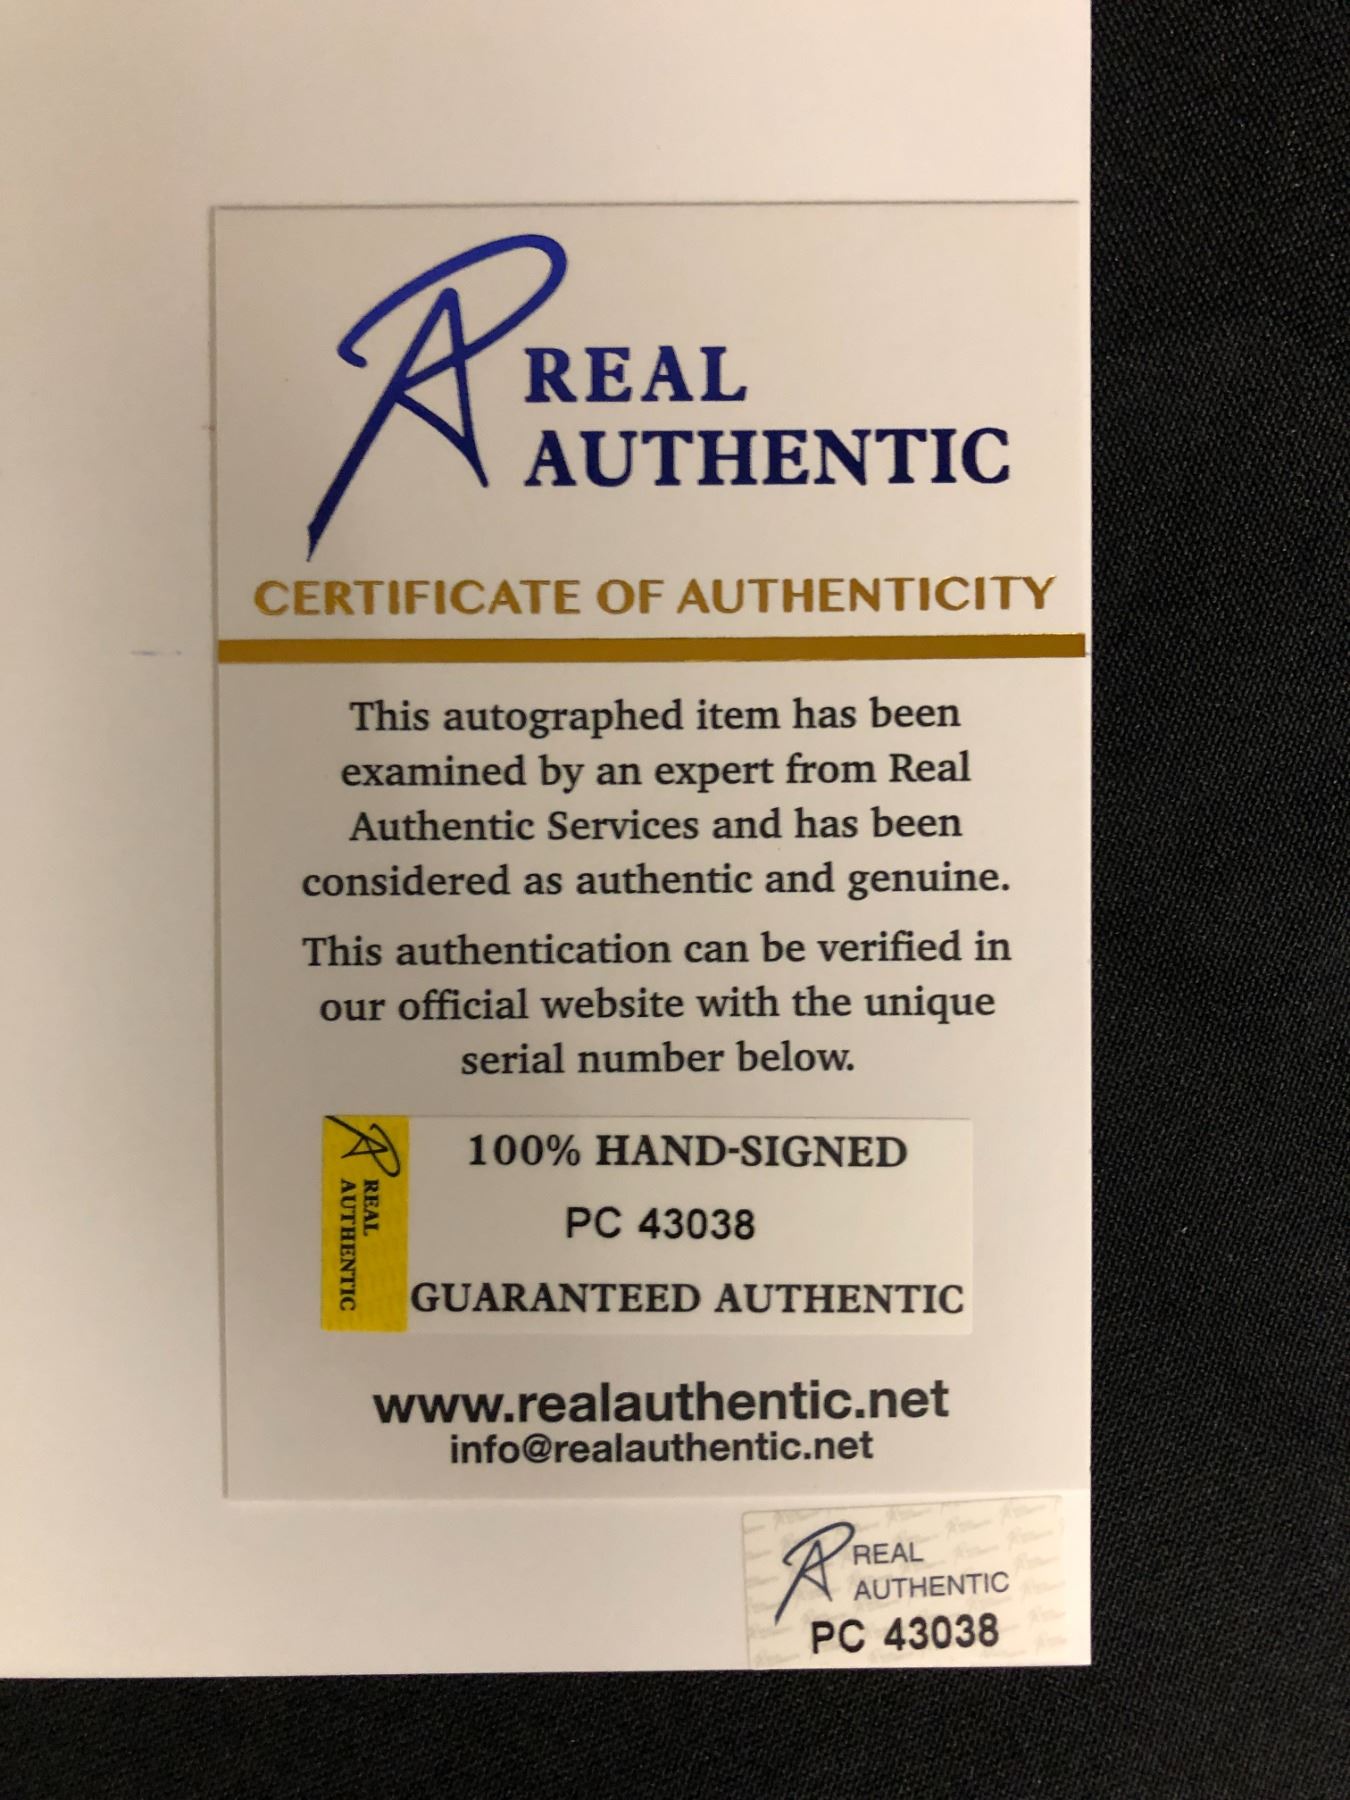 REAL
AUTHENTIC
CERTIFICATE OF AUTHENTICITY
This autographed item has been
examined by an expert from Real
Authentic Services and has been
considered as authentic and genuine.
This authentication can be verified in
our official website with the unique
serial number below.
REAL
AUTHENTIC
100% HAND-SIGNED
PC 43038
GUARANTEED AUTHENTIC
www.realauthentic.net
info@realauthentic.net
REAL
AUTHENTIC
PC 43038